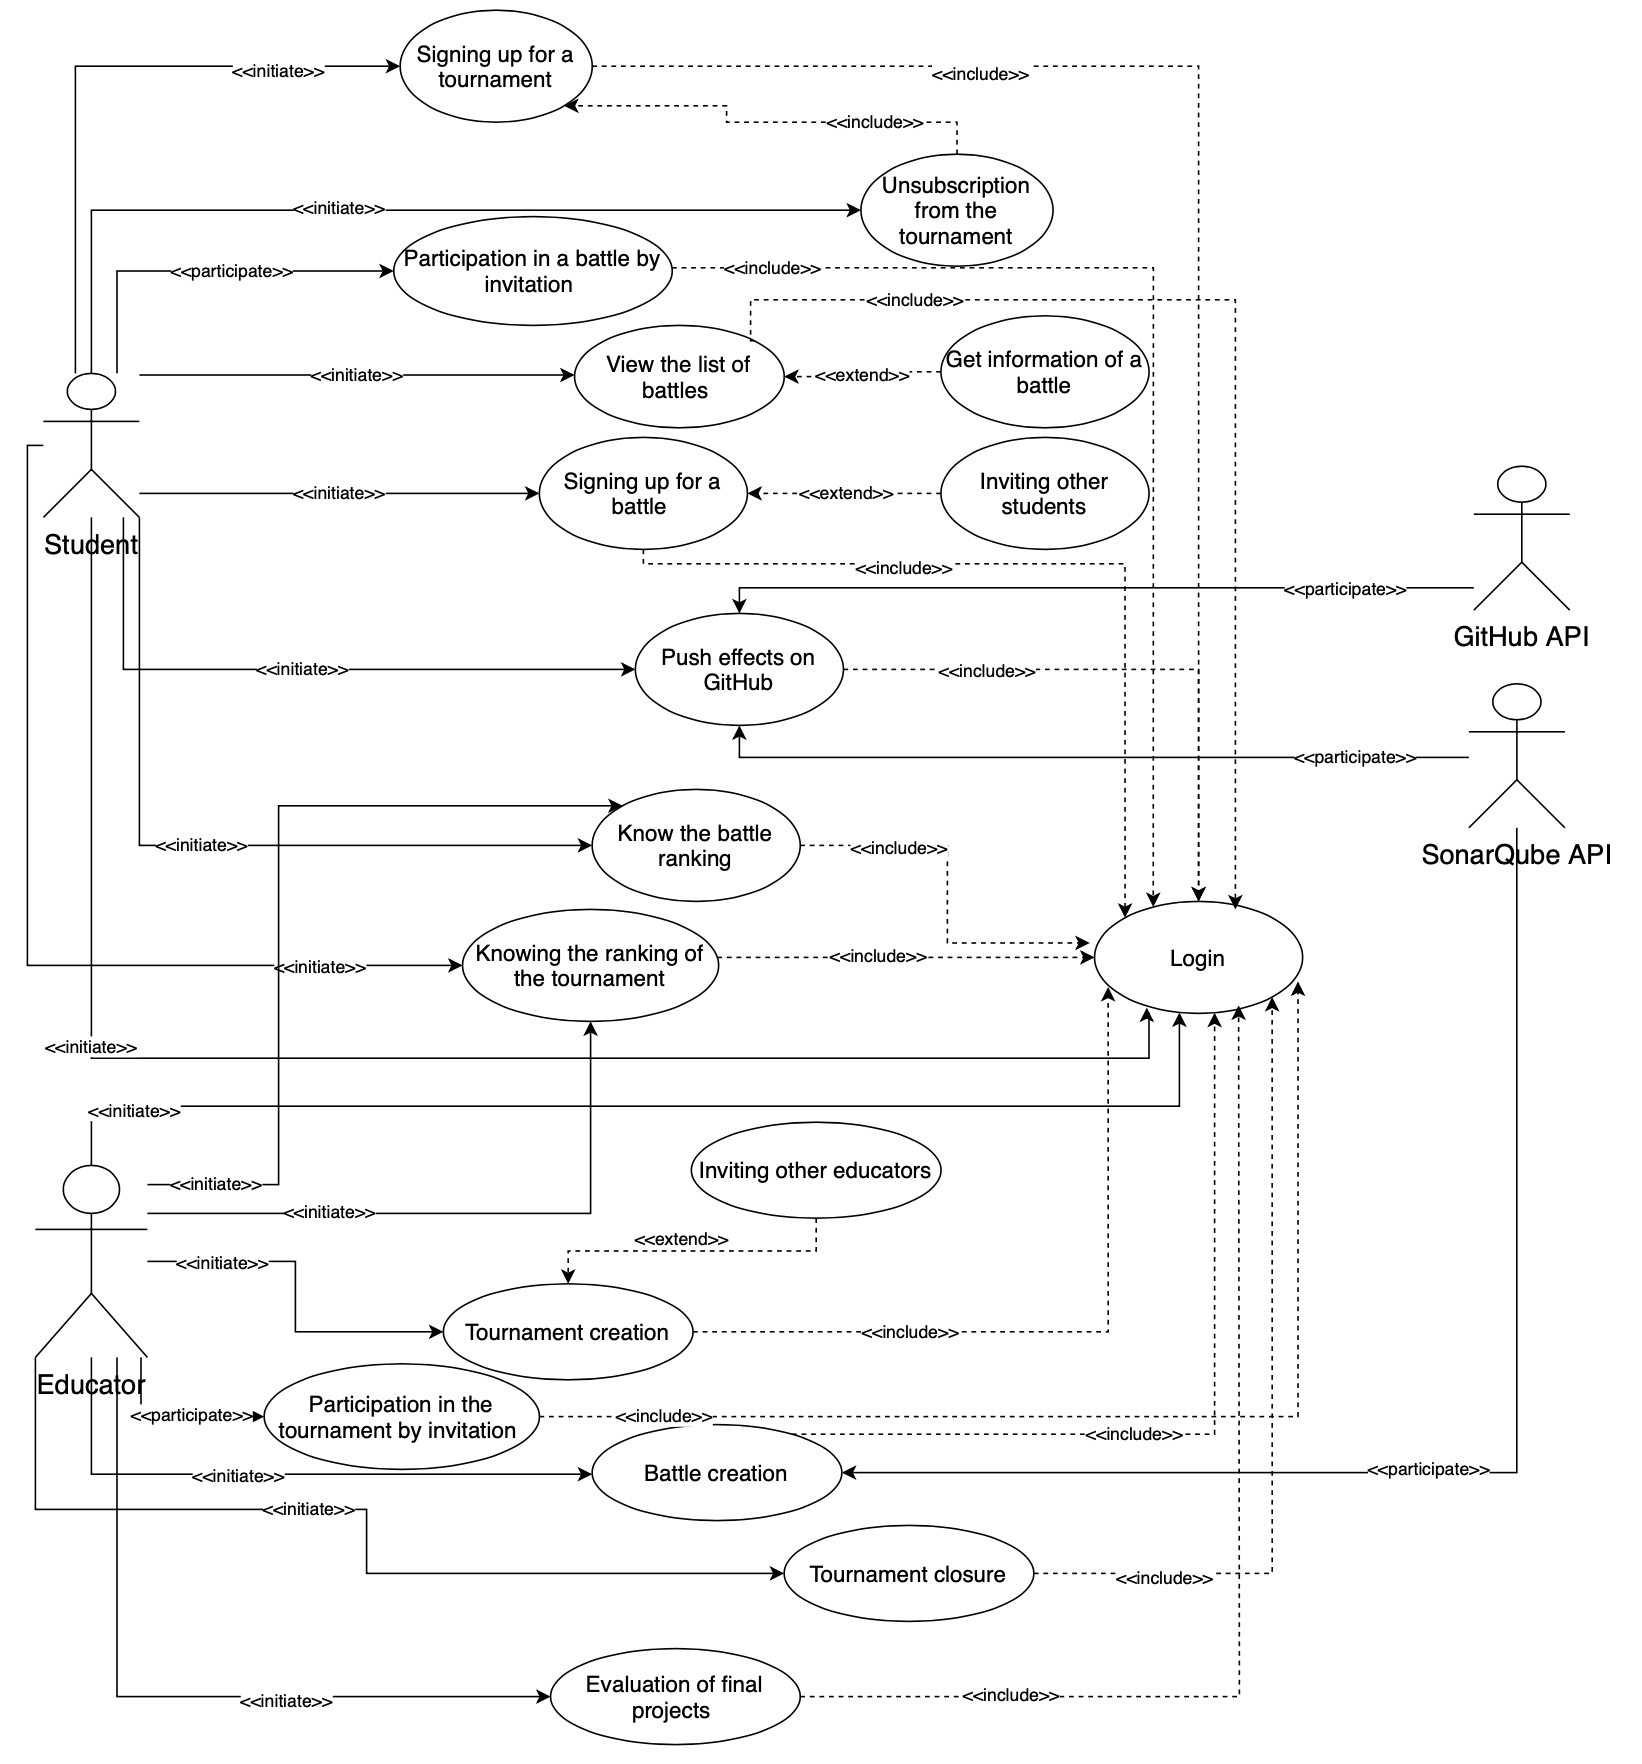 Signing up for a
tournament
<<initiate>>
<<include>>
<<include>>
Unsubscription
from the
tournament
<<initiate>>
Participation in a battle by
invitation
<<participate>>
<<include>>
<<include>>
View the list of
battles
Get information of a
battle
<<initiate>>
<<extend>>
Signing up for a
battle
Inviting other
students
<<initiate>>
<<extend>>
Student
<<include>>
<<participate>>
GitHub API
Push effects on
GitHub
<<initiate>>
<<include>>
<<participate>>
Know the battle
ranking
<<initiate>>
<<include>>
SonarQube API
Knowing the ranking of
the tournament
<<initiate>>
<<include>>
Login
<<initiate>>
<<initiate>>
<<initiate>>
Inviting other educators
<<initiate>>
<<extend>>
<<initiate>>
Tournament creation
<<include>>
Educator
Participation in the
tournament by invitation
<<participate>>
<<include>>
<<include>>
Battle creation
<<initiate>>
<<participate>>
<<initiate>>
Tournament closure
<<include>>
Evaluation of final
projects
<<initiate>>
<<include>>